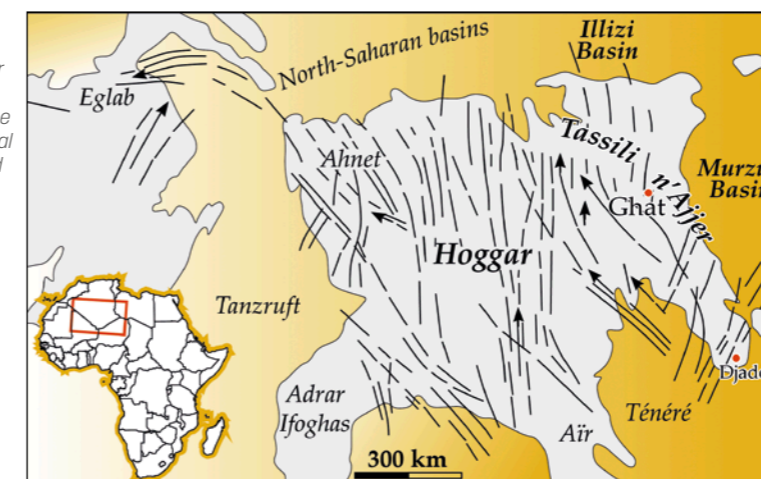 r
e
al
d
North-Saharan basins
Illizi
Basin
Eglab
Tassili n'Ajjer
Ahnet
Murzu
Basin
Ghat
Hoggar
Tanzruft
Djado
Adrar
Ifoghas
Ténéré
Aïr
300 km